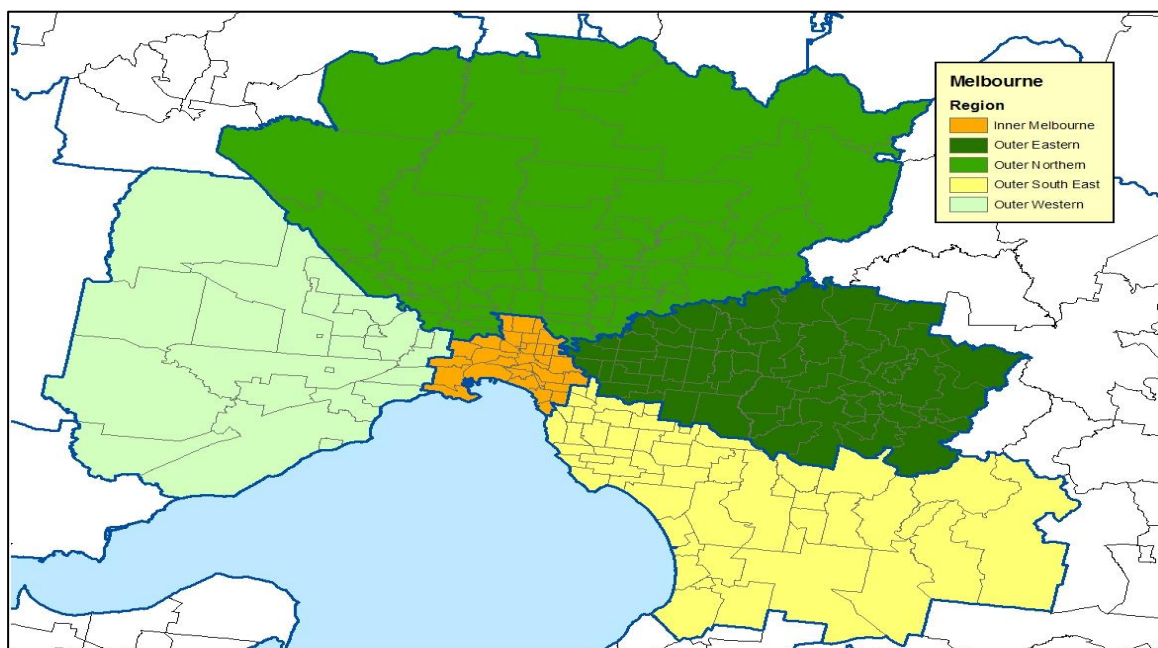 Melbourne
Region
Inner Melbourne
Outer Eastern
Outer Northern
Outer South East
Outer Western